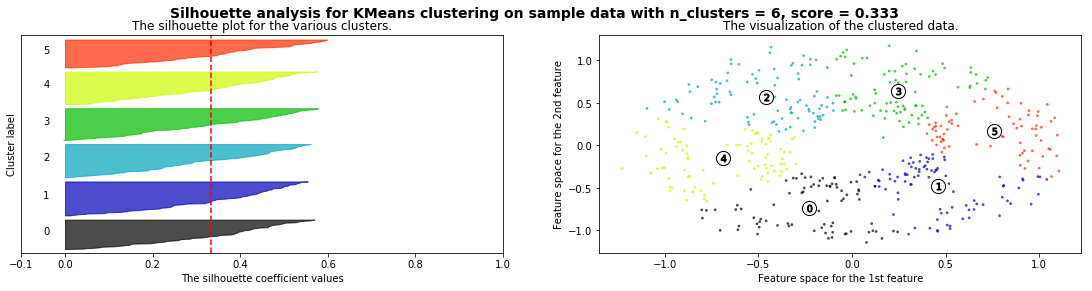 Silhouette analysis for KMeans clustering on sample data with n_clusters = 6, score = 0.333
The silhouette plot for the various clusters.
Cluster label
5
4
3
2
1
0
−0.1 0.0 0.2 0.4 0.6 0.8 1.0
The silhouette coefficient values
The visualization of the clustered data.
Feature space for the 2nd feature
1.0
0.5
0.0
−0.5
−1.0
2
3
5
4
1
0
−1.0 −0.5 0.0 0.5 1.0
Feature space for the 1st feature